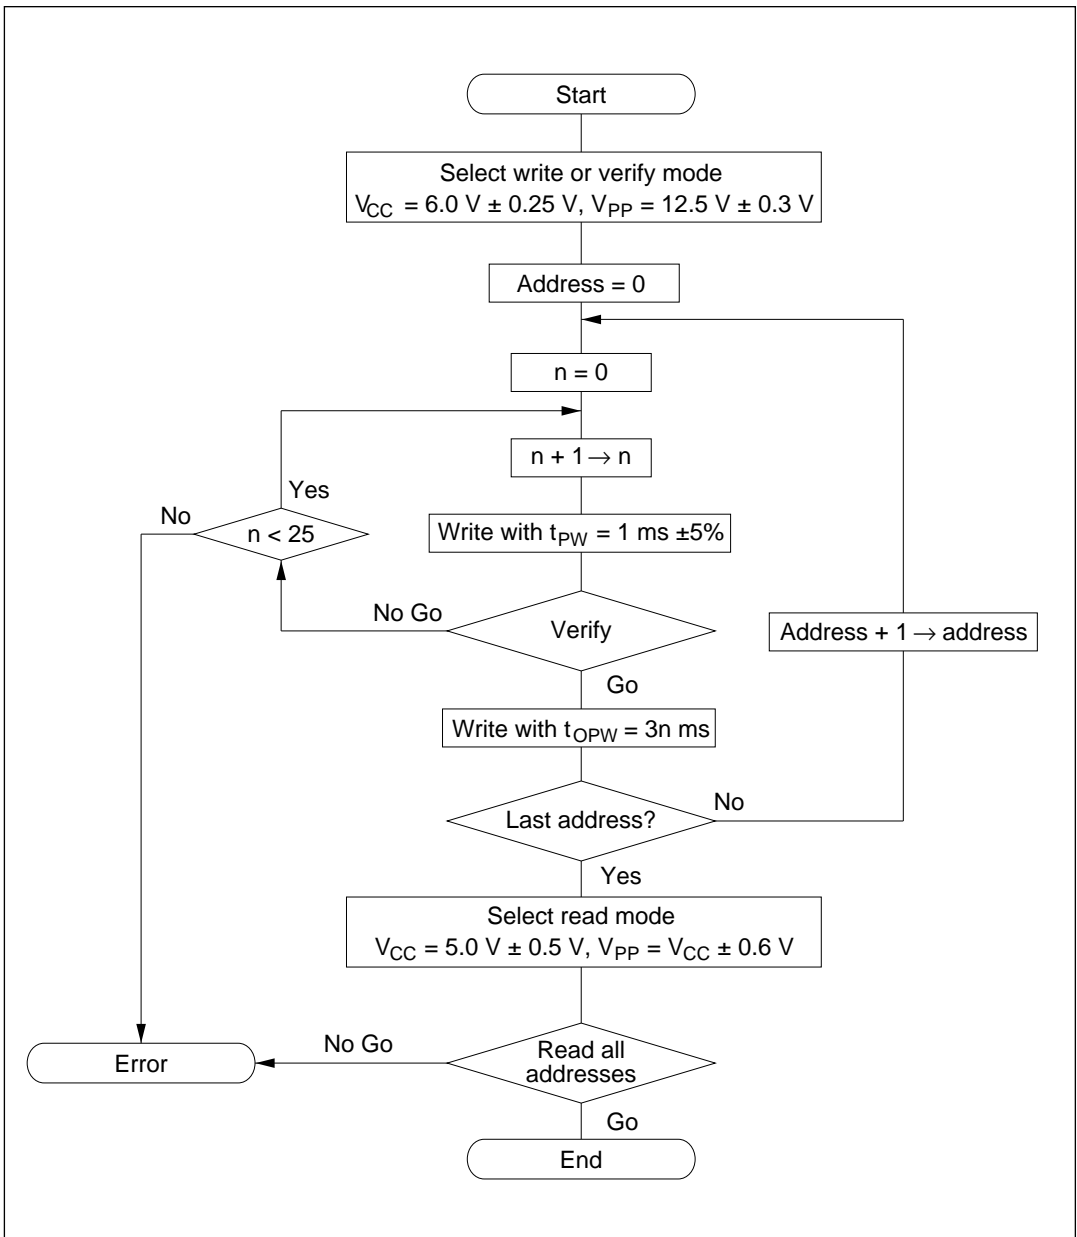 Start
Select write or verify mode
VCC = 6.0 V ± 0.25 V, VPP = 12.5 V ± 0.3 V
Address = 0
n = 0
n + 1 → n
Yes
No
n < 25
Write with tPW = 1 ms ±5%
No Go
Verify
Address + 1 → address
Go
Write with tOPW = 3n ms
Last address?
No
Yes
Select read mode
VCC = 5.0 V ± 0.5 V, VPP = VCC ± 0.6 V
Error
No Go
Read all
addresses
Go
End